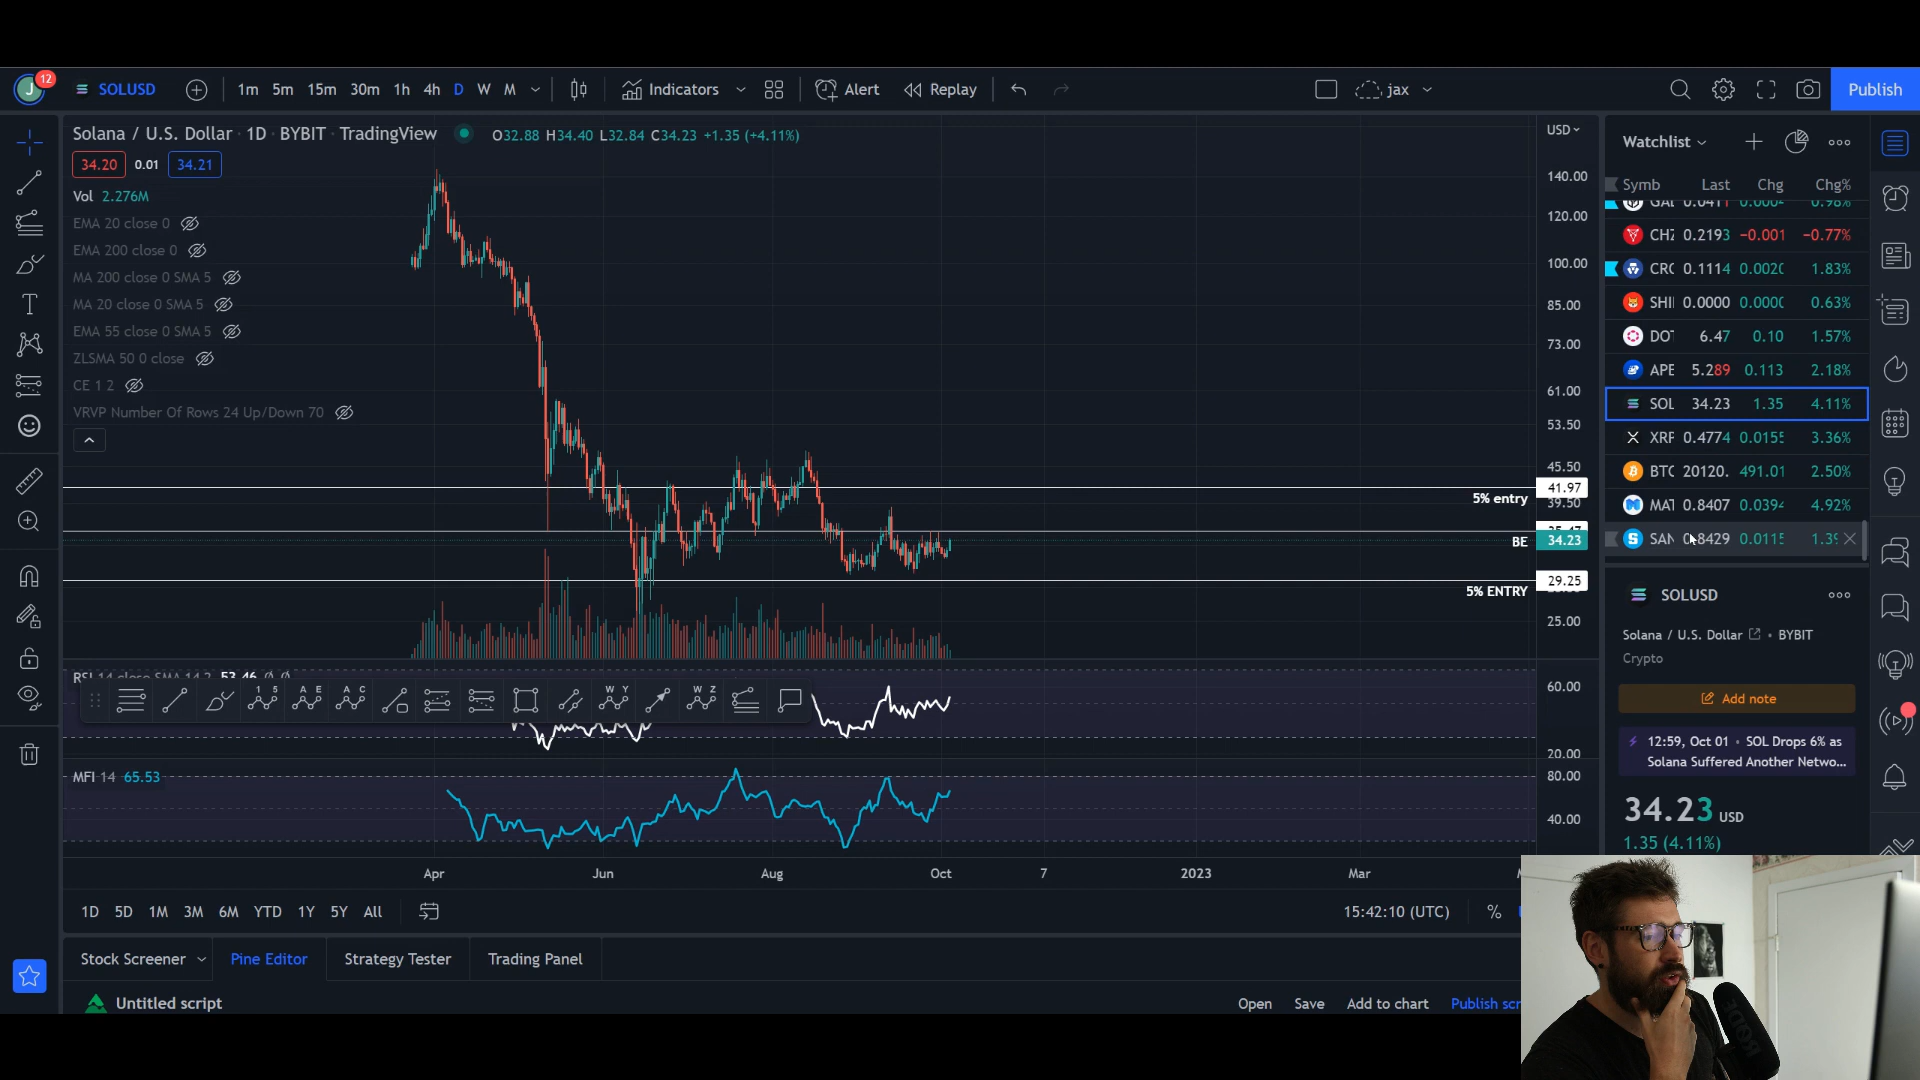 J 12 SOLUSD 1m 5m 15m 30m 1h 4h D W M Indicators Alert Replay jax Publish
Solana / U.S. Dollar · 1D · BYBIT · TradingView O32.88 H34.40 L32.84 C34.23 +1.35 (+4.11%)
34.20 0.01 34.21
Vol 2.276M
EMA 20 close 0
EMA 200 close 0
MA 200 close 0 SMA 5
MA 20 close 0 SMA 5
EMA 55 close 0 SMA 5
ZLSMA 50 0 close
CE 1 2
VRVP Number Of Rows 24 Up/Down 70
5% entry
BE
5% ENTRY
USD
140.00
120.00
100.00
85.00
73.00
61.00
53.50
45.50
41.97
39.50
34.23
29.25
25.00
RSI 14 close SMA 14 2 53.46
1 5 A E A C W Y W Z
60.00
20.00
MFI 14 65.53
80.00
40.00
Apr Jun Aug Oct 7 2023 Mar
1D 5D 1M 3M 6M YTD 1Y 5Y All 15:42:10 (UTC) %
Stock Screener Pine Editor Strategy Tester Trading Panel
Untitled script Open Save Add to chart Publish scr
Watchlist
Symb Last Chg Chg%
GAL 0.0411 0.0004 0.98%
CHZ 0.2193 −0.001 −0.77%
CRO 0.1114 0.0020 1.83%
SHI 0.0000 0.0000 0.63%
DOT 6.47 0.10 1.57%
APE 5.289 0.113 2.18%
SOL 34.23 1.35 4.11%
XRP 0.4774 0.0155 3.36%
BTC 20120. 491.01 2.50%
MAT 0.8407 0.0394 4.92%
SAN 0.8429 0.0115 1.39
SOLUSD
Solana / U.S. Dollar · BYBIT
Crypto
Add note
12:59, Oct 01 · SOL Drops 6% as
Solana Suffered Another Netwo...
34.23 USD
1.35 (4.11%)
RODE